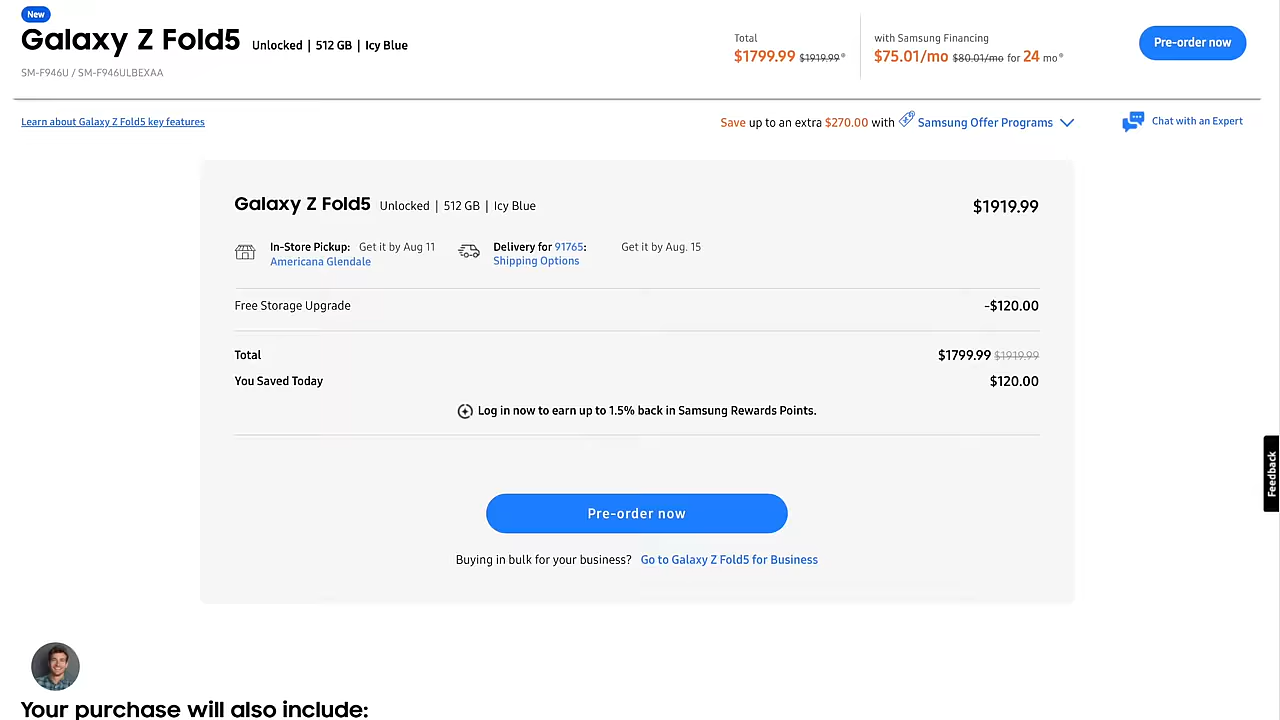 New
Galaxy Z Fold5 Unlocked | 512 GB | Icy Blue
SM-F946U / SM-F946ULBEXAA
Total
$1799.99 $1919.99⊕
with Samsung Financing
$75.01/mo $80.01/mo for 24 mo⊕
Pre-order now
Learn about Galaxy Z Fold5 key features
Save up to an extra $270.00 with Samsung Offer Programs
Chat with an Expert
Galaxy Z Fold5 Unlocked | 512 GB | Icy Blue $1919.99
In-Store Pickup: Get it by Aug 11
Americana Glendale
Delivery for 91765: Get it by Aug. 15
Shipping Options
Free Storage Upgrade -$120.00
Total $1799.99 $1919.99
You Saved Today $120.00
Log in now to earn up to 1.5% back in Samsung Rewards Points.
Pre-order now
Buying in bulk for your business? Go to Galaxy Z Fold5 for Business
Feedback
Your purchase will also include: